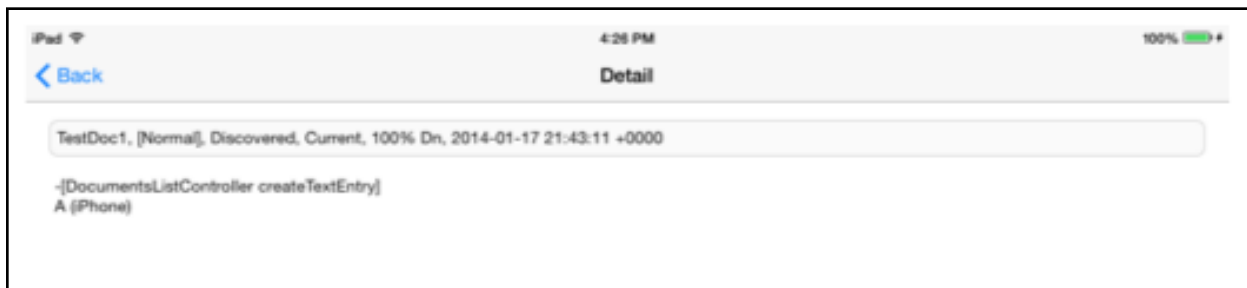 iPad 4:26 PM 100%
Back Detail
TestDoc1, [Normal], Discovered, Current, 100% Dn, 2014-01-17 21:43:11 +0000
-[DocumentsListController createTextEntry]
A (iPhone)